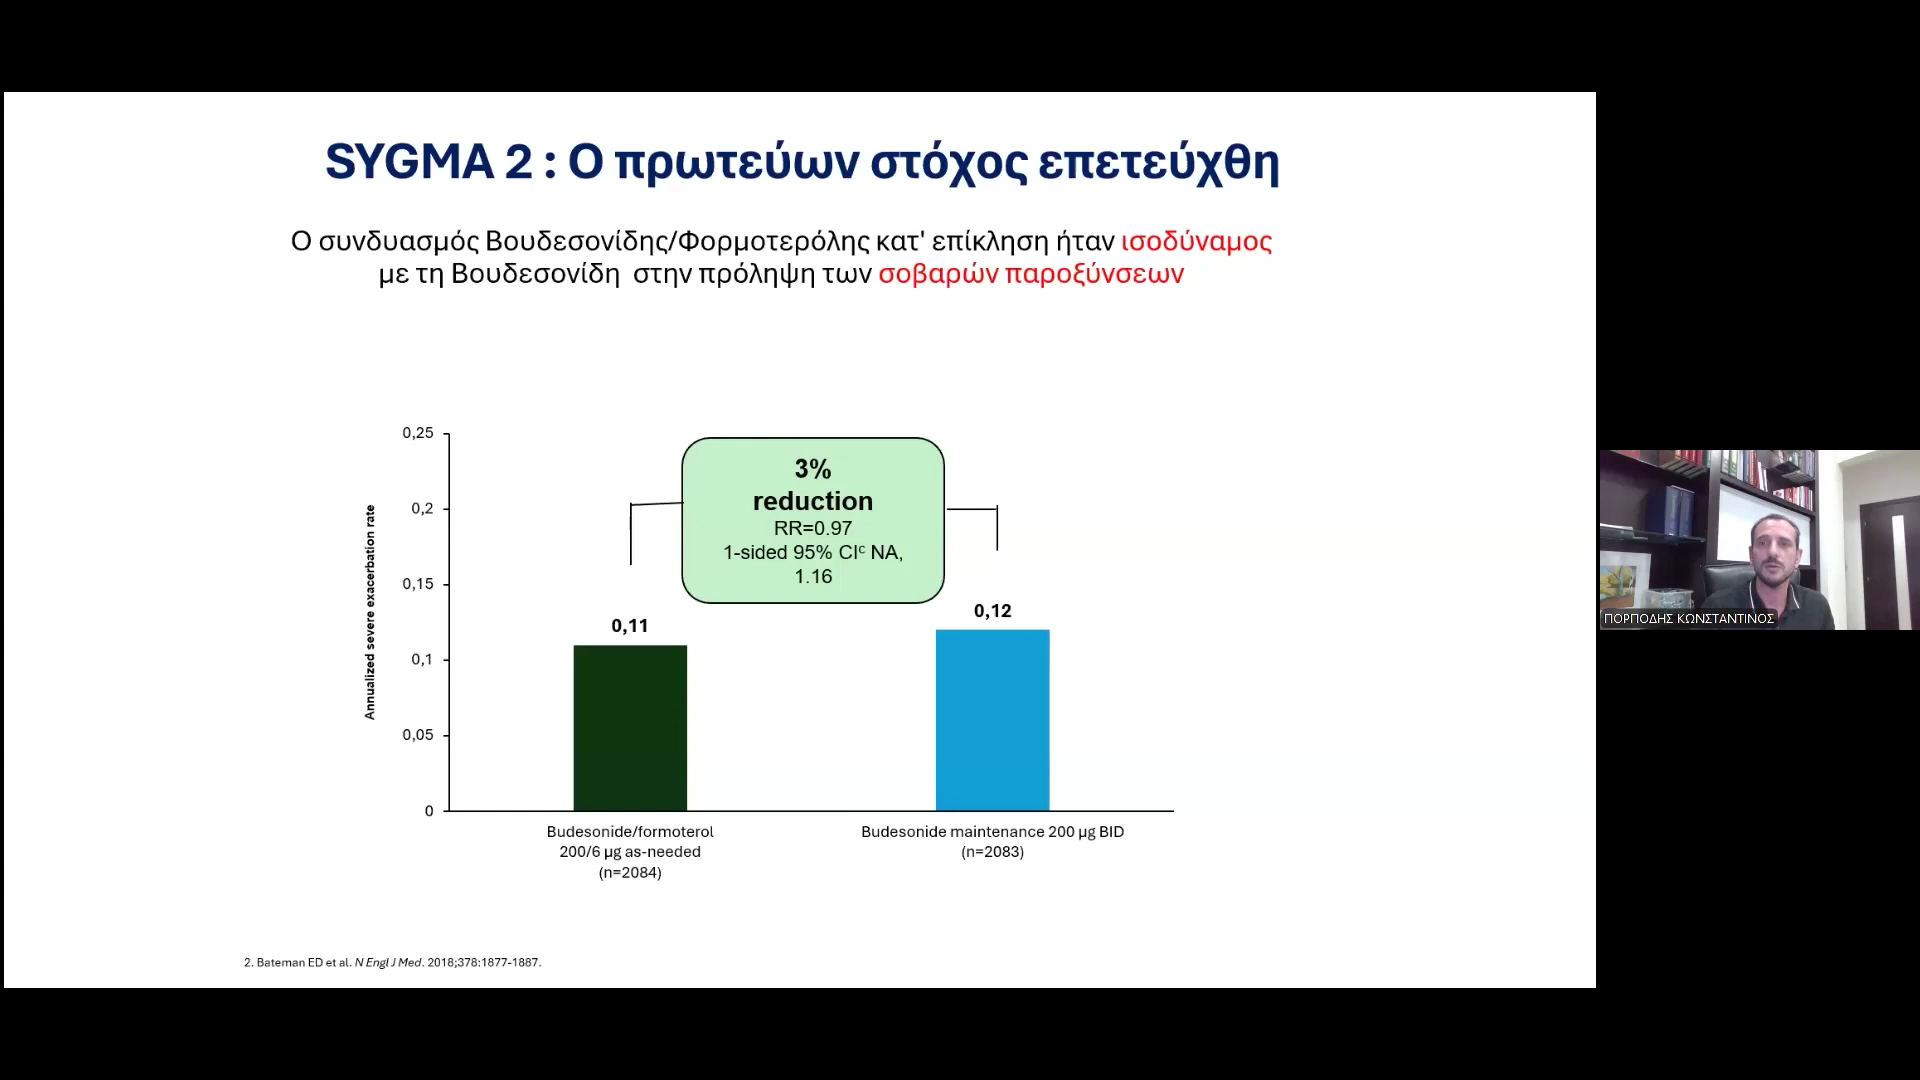 SYGMA 2 : Ο πρωτεύων στόχος επετεύχθη
Ο συνδυασμός Βουδεσονίδης/Φορμοτερόλης κατ' επίκληση ήταν ισοδύναμος
με τη Βουδεσονίδη στην πρόληψη των σοβαρών παροξύνσεων
Annualized severe exacerbation rate
0,25
0,2
0,15
0,1
0,05
0
3%
reduction
RR=0.97
1-sided 95% CIᶜ NA,
1.16
0,11
0,12
Budesonide/formoterol
200/6 µg as-needed
(n=2084)
Budesonide maintenance 200 µg BID
(n=2083)
2. Bateman ED et al. N Engl J Med. 2018;378:1877-1887.
ΠΟΡΠΟΔΗΣ ΚΩΝΣΤΑΝΤΙΝΟΣ